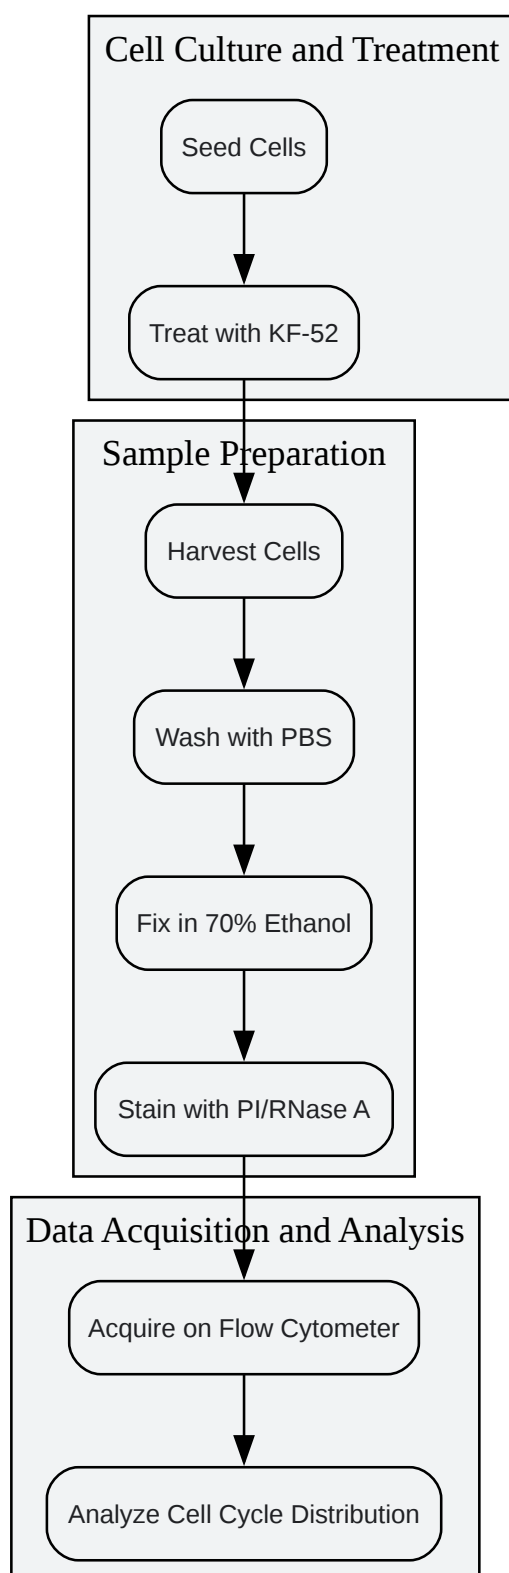 Cell Culture and Treatment
Seed Cells
Treat with KF-52
Sample Preparation
Harvest Cells
Wash with PBS
Fix in 70% Ethanol
Stain with PI/RNase A
Data Acquisition and Analysis
Acquire on Flow Cytometer
Analyze Cell Cycle Distribution